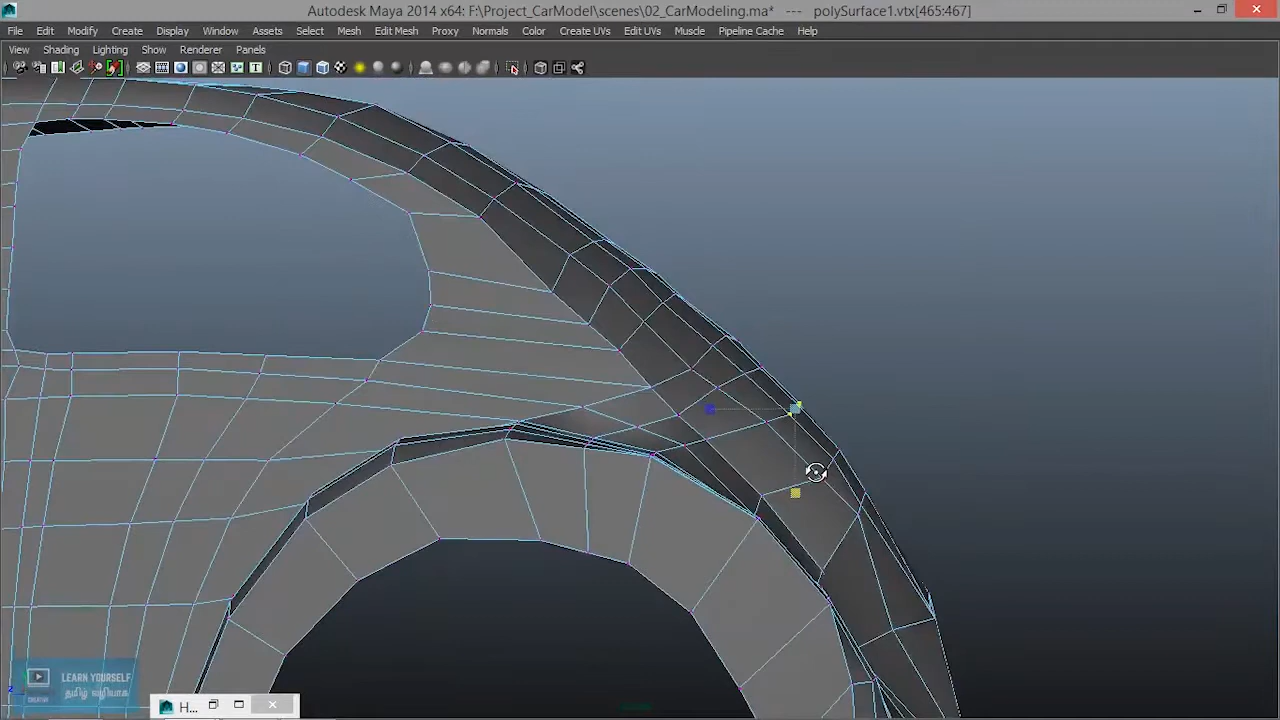 Autodesk Maya 2014 x64: F:\Project_CarModel\scenes\02_CarModeling.ma* --- polySurface1.vtx[465:467]
File Edit Modify Create Display Window Assets Select Mesh Edit Mesh Proxy Normals Color Create UVs Edit UVs Muscle Pipeline Cache Help
View Shading Lighting Show Renderer Panels
LEARN YOURSELF
தமிழ் வழியாக
H...